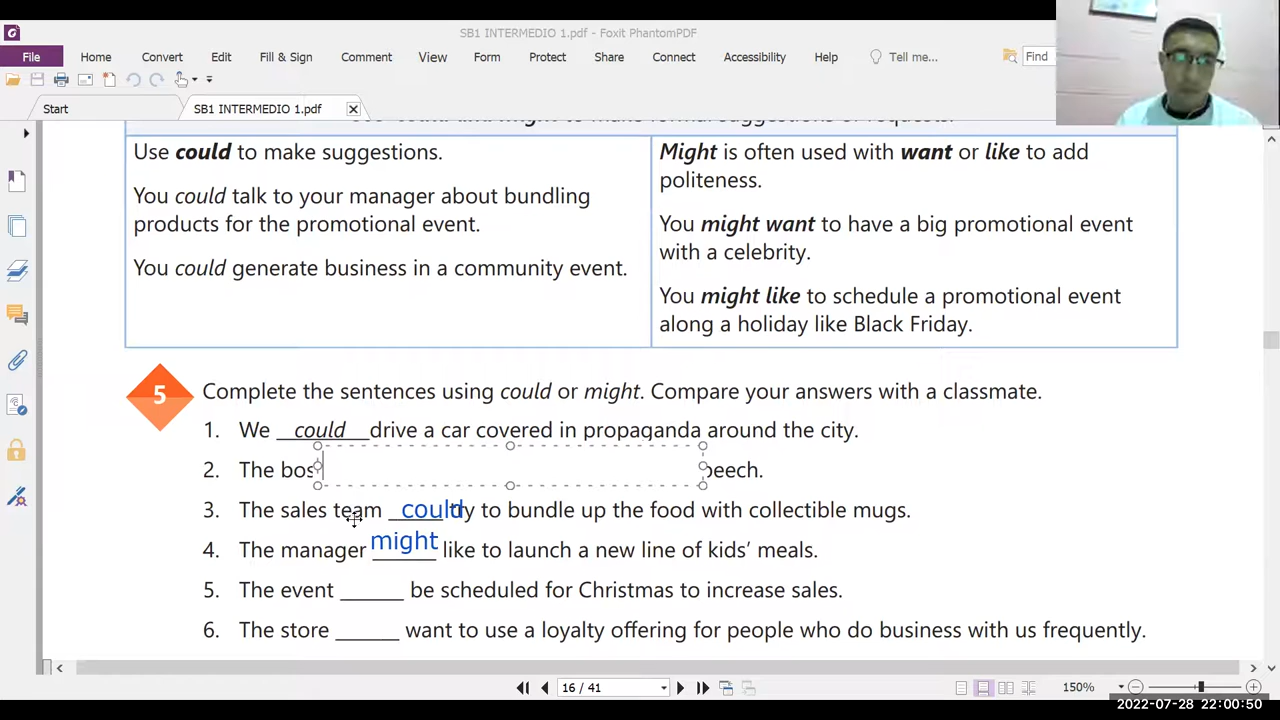 SB1 INTERMEDIO 1.pdf - Foxit PhantomPDF
File Home Convert Edit Fill & Sign Comment View Form Protect Share Connect Accessibility Help Tell me... Find
Start SB1 INTERMEDIO 1.pdf
Use could to make suggestions.
You could talk to your manager about bundling
products for the promotional event.
You could generate business in a community event.
Might is often used with want or like to add
politeness.
You might want to have a big promotional event
with a celebrity.
You might like to schedule a promotional event
along a holiday like Black Friday.
5 Complete the sentences using could or might. Compare your answers with a classmate.
1. We __could__ drive a car covered in propaganda around the city.
2. The bos peech.
3. The sales team _____ could try to bundle up the food with collectible mugs.
4. The manager might ______ like to launch a new line of kids’ meals.
5. The event ______ be scheduled for Christmas to increase sales.
6. The store ______ want to use a loyalty offering for people who do business with us frequently.
16 / 41 150%
2022-07-28 22:00:50